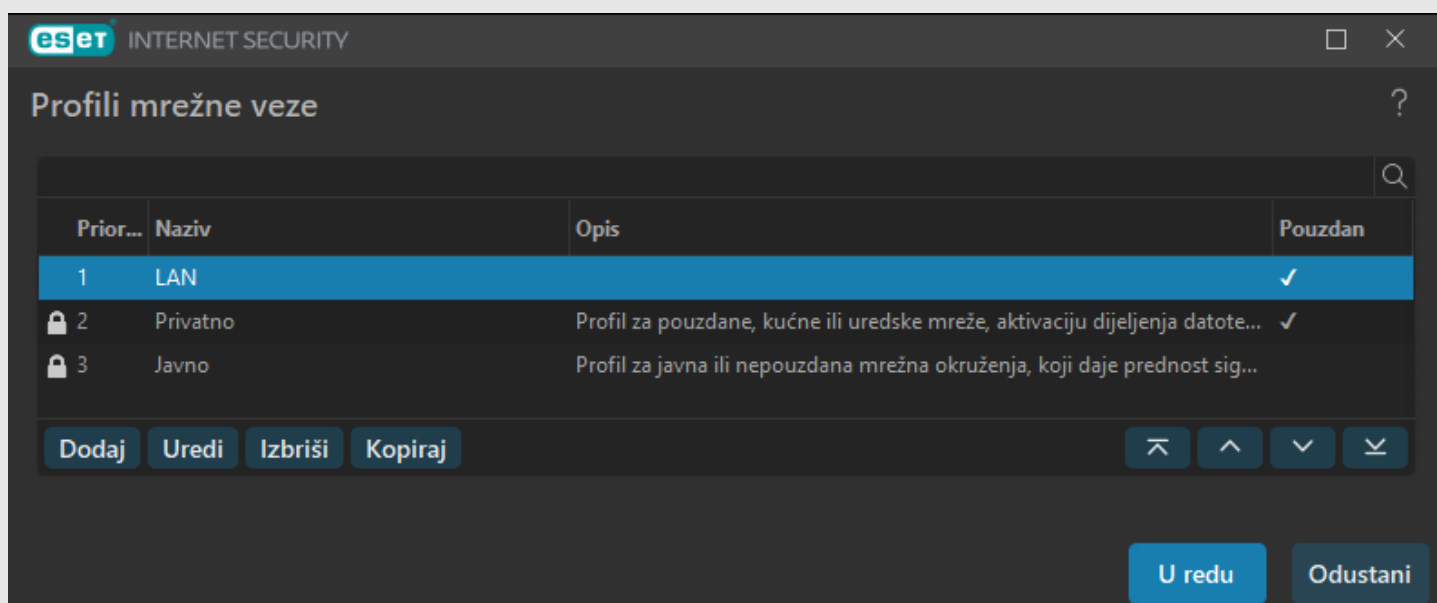 eset INTERNET SECURITY
Profili mrežne veze
?
Prior... Naziv Opis Pouzdan
1 LAN ✓
2 Privatno Profil za pouzdane, kućne ili uredske mreže, aktivaciju dijeljenja datote... ✓
3 Javno Profil za javna ili nepouzdana mrežna okruženja, koji daje prednost sig...
Dodaj Uredi Izbriši Kopiraj
U redu Odustani